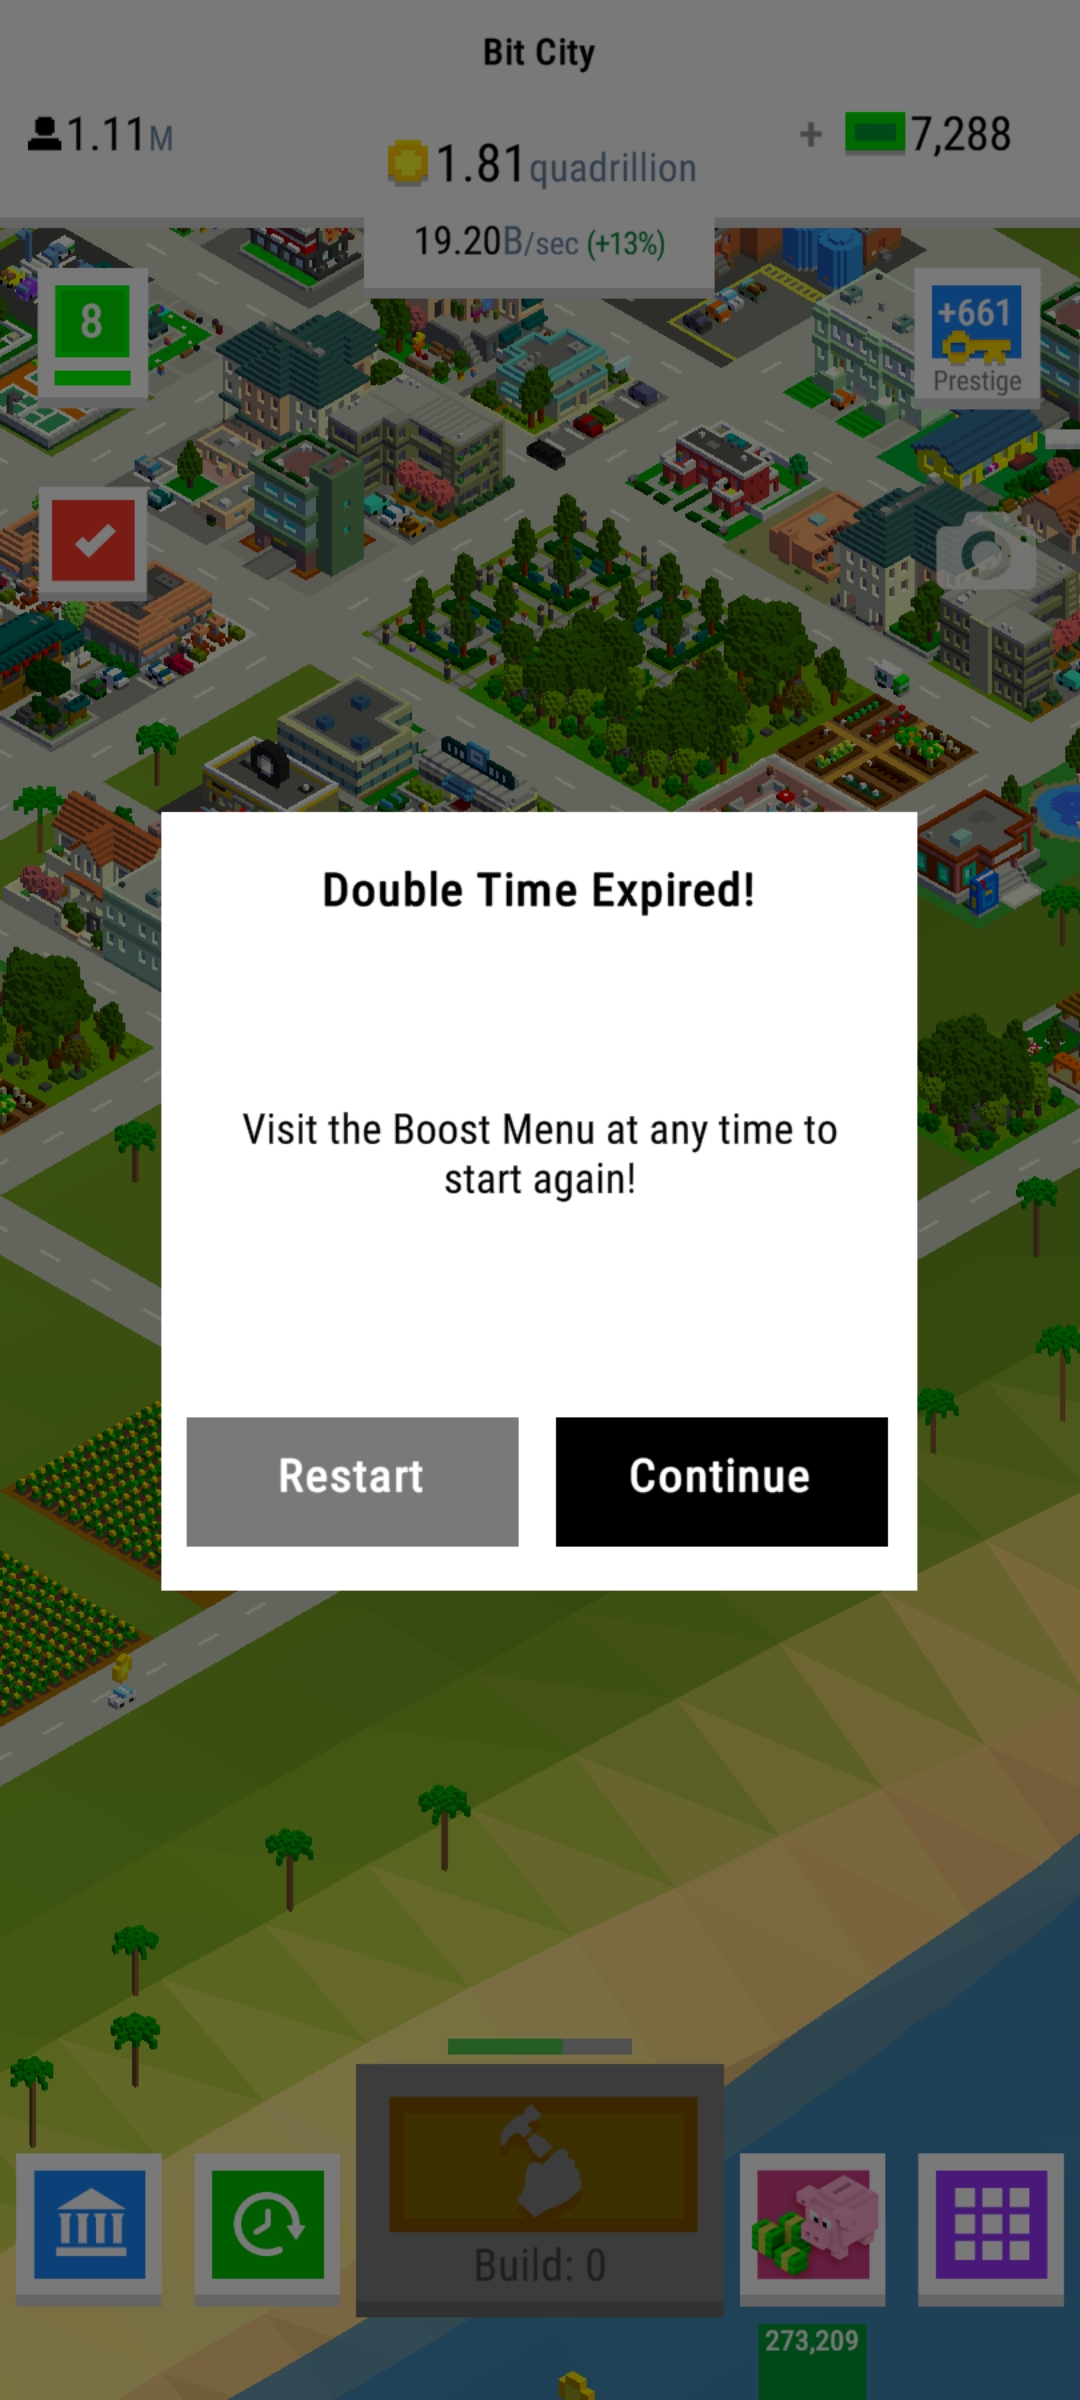 Bit City
1.11M
1.81quadrillion
+ 7,288
19.20B/sec (+13%)
8
+661
Prestige
Double Time Expired!
Visit the Boost Menu at any time to
start again!
Restart
Continue
Build: 0
273,209